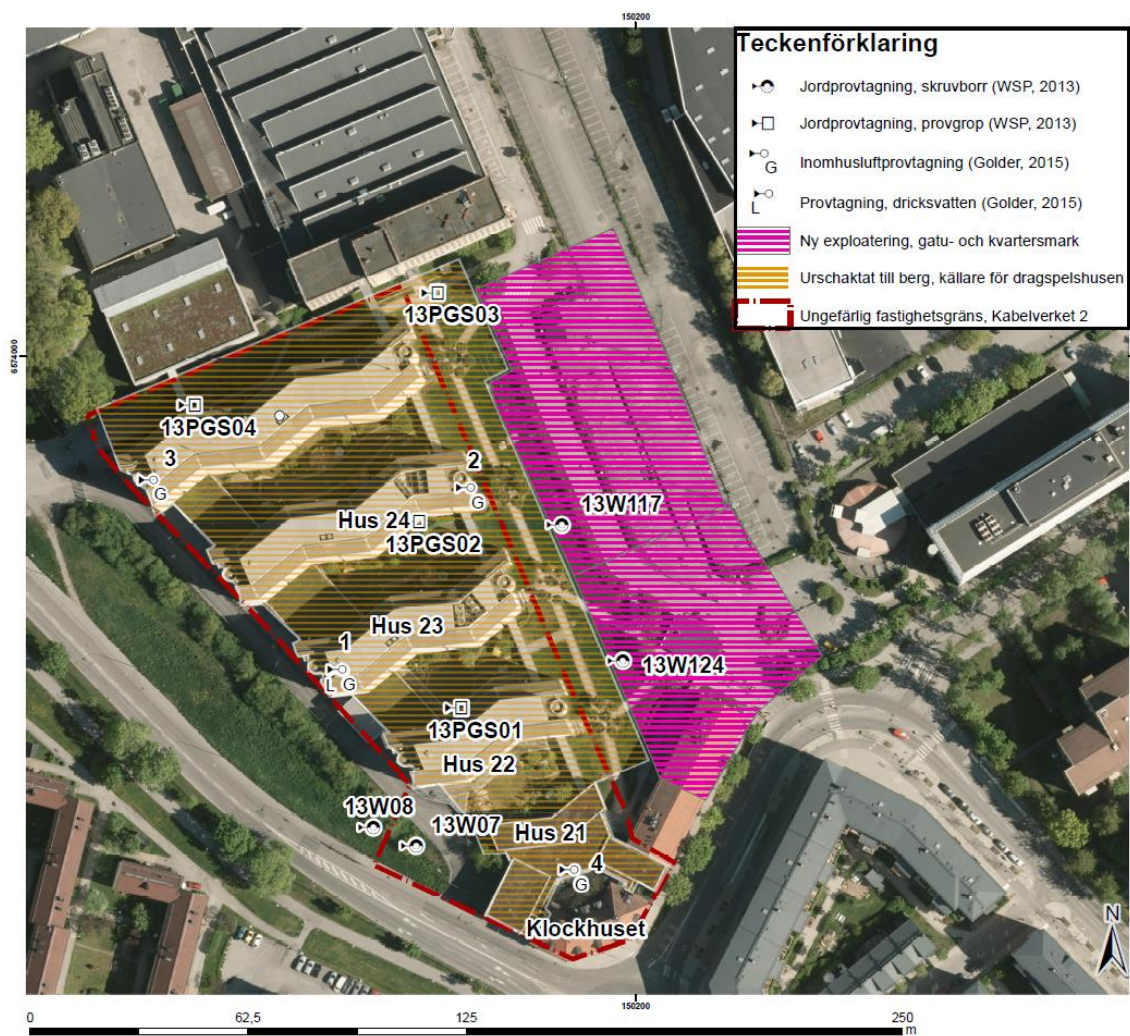 150200
Teckenförklaring
Jordprovtagning, skruvborr (WSP, 2013)
Jordprovtagning, provgrop (WSP, 2013)
G
Inomhusluftprovtagning (Golder, 2015)
L
Provtagning, dricksvatten (Golder, 2015)
Ny exploatering, gatu- och kvartersmark
Urschaktat till berg, källare för dragspelshusen
Ungefärlig fastighetsgräns, Kabelverket 2
6574000
13PGS03
13PGS04
3
G
2
G
Hus 24
13PGS02
13W117
Hus 23
1
L G
13W124
13PGS01
Hus 22
13W08
13W07
Hus 21
4
G
Klockhuset
N
150200
0
62,5
125
250
m